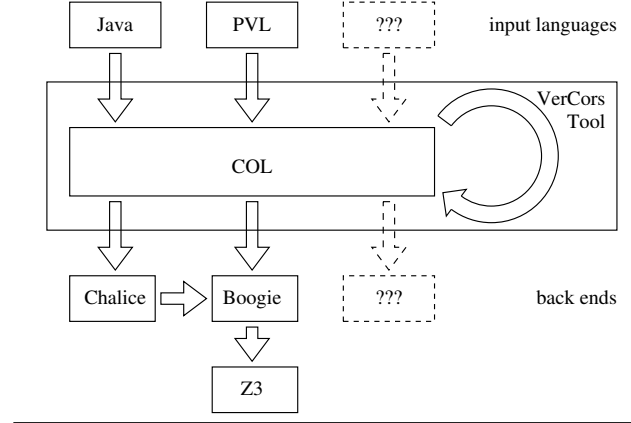 Java PVL ??? input languages
VerCors
Tool
COL
Chalice Boogie ??? back ends
Z3